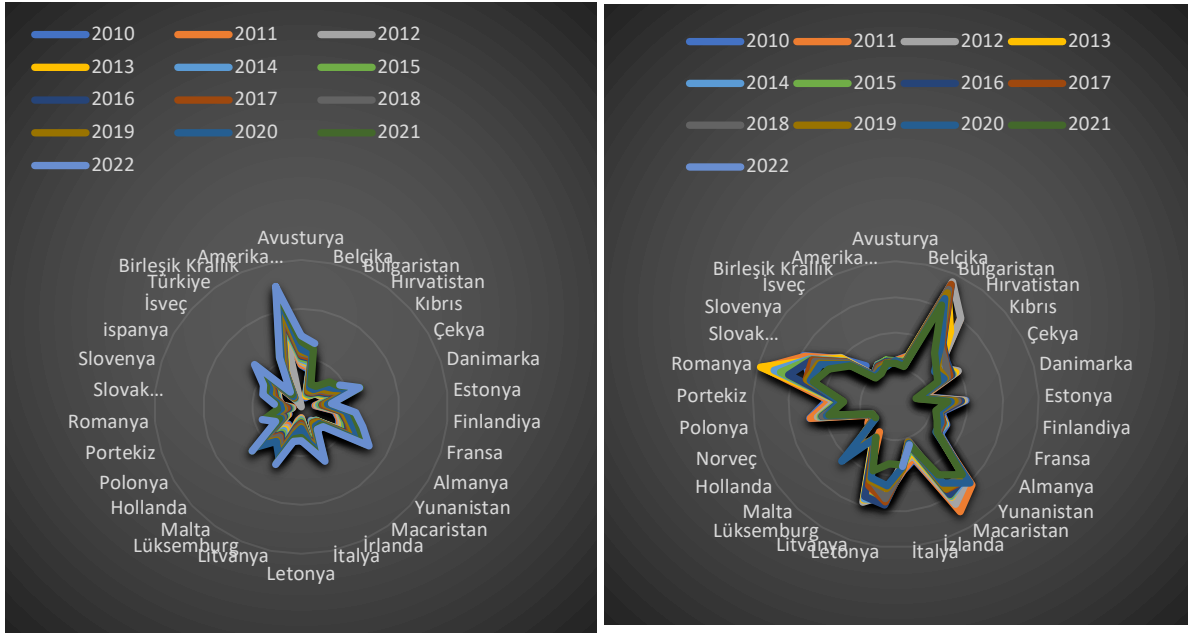 2010 2011 2012
2013 2014 2015
2016 2017 2018
2019 2020 2021
2022
Avusturya
Belçika
Bulgaristan
Hırvatistan
Kıbrıs
Çekya
Danimarka
Estonya
Finlandiya
Fransa
Almanya
Yunanistan
Macaristan
İrlanda
İtalya
Letonya
Litvanya
Lüksemburg
Malta
Hollanda
Polonya
Portekiz
Romanya
Slovak...
Slovenya
ispanya
İsveç
Türkiye
Birleşik Krallık
Amerika...
2010 2011 2012 2013
2014 2015 2016 2017
2018 2019 2020 2021
2022
Avusturya
Belçika
Bulgaristan
Hırvatistan
Kıbrıs
Çekya
Danimarka
Estonya
Finlandiya
Fransa
Almanya
Yunanistan
Macaristan
İzlanda
İtalya
Letonya
Litvanya
Lüksemburg
Malta
Hollanda
Norveç
Polonya
Portekiz
Romanya
Slovak...
Slovenya
İsveç
Birleşik Krallık
Amerika...